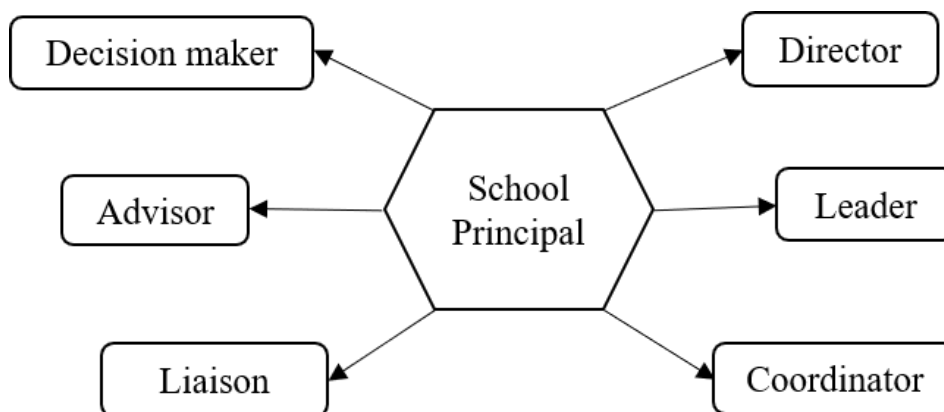 Decision maker
Director
Advisor
School
Principal
Leader
Liaison
Coordinator